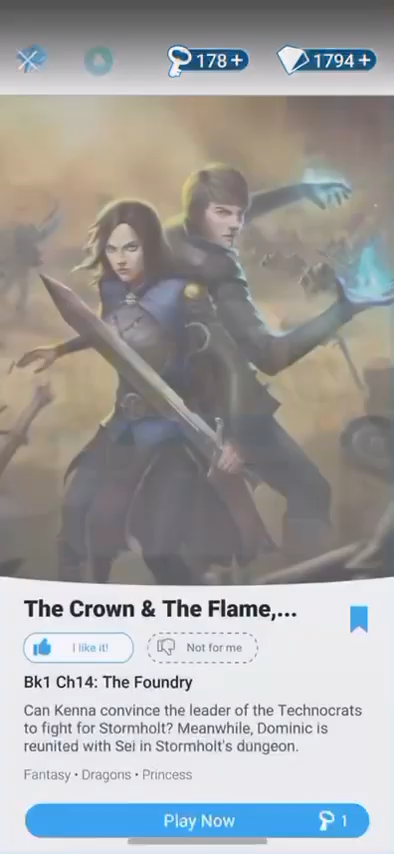 178 +
1794 +
The Crown & The Flame,...
I like it!
Not for me
Bk1 Ch14: The Foundry
Can Kenna convince the leader of the Technocrats
to fight for Stormholt? Meanwhile, Dominic is
reunited with Sei in Stormholt's dungeon.
Fantasy • Dragons • Princess
Play Now
1